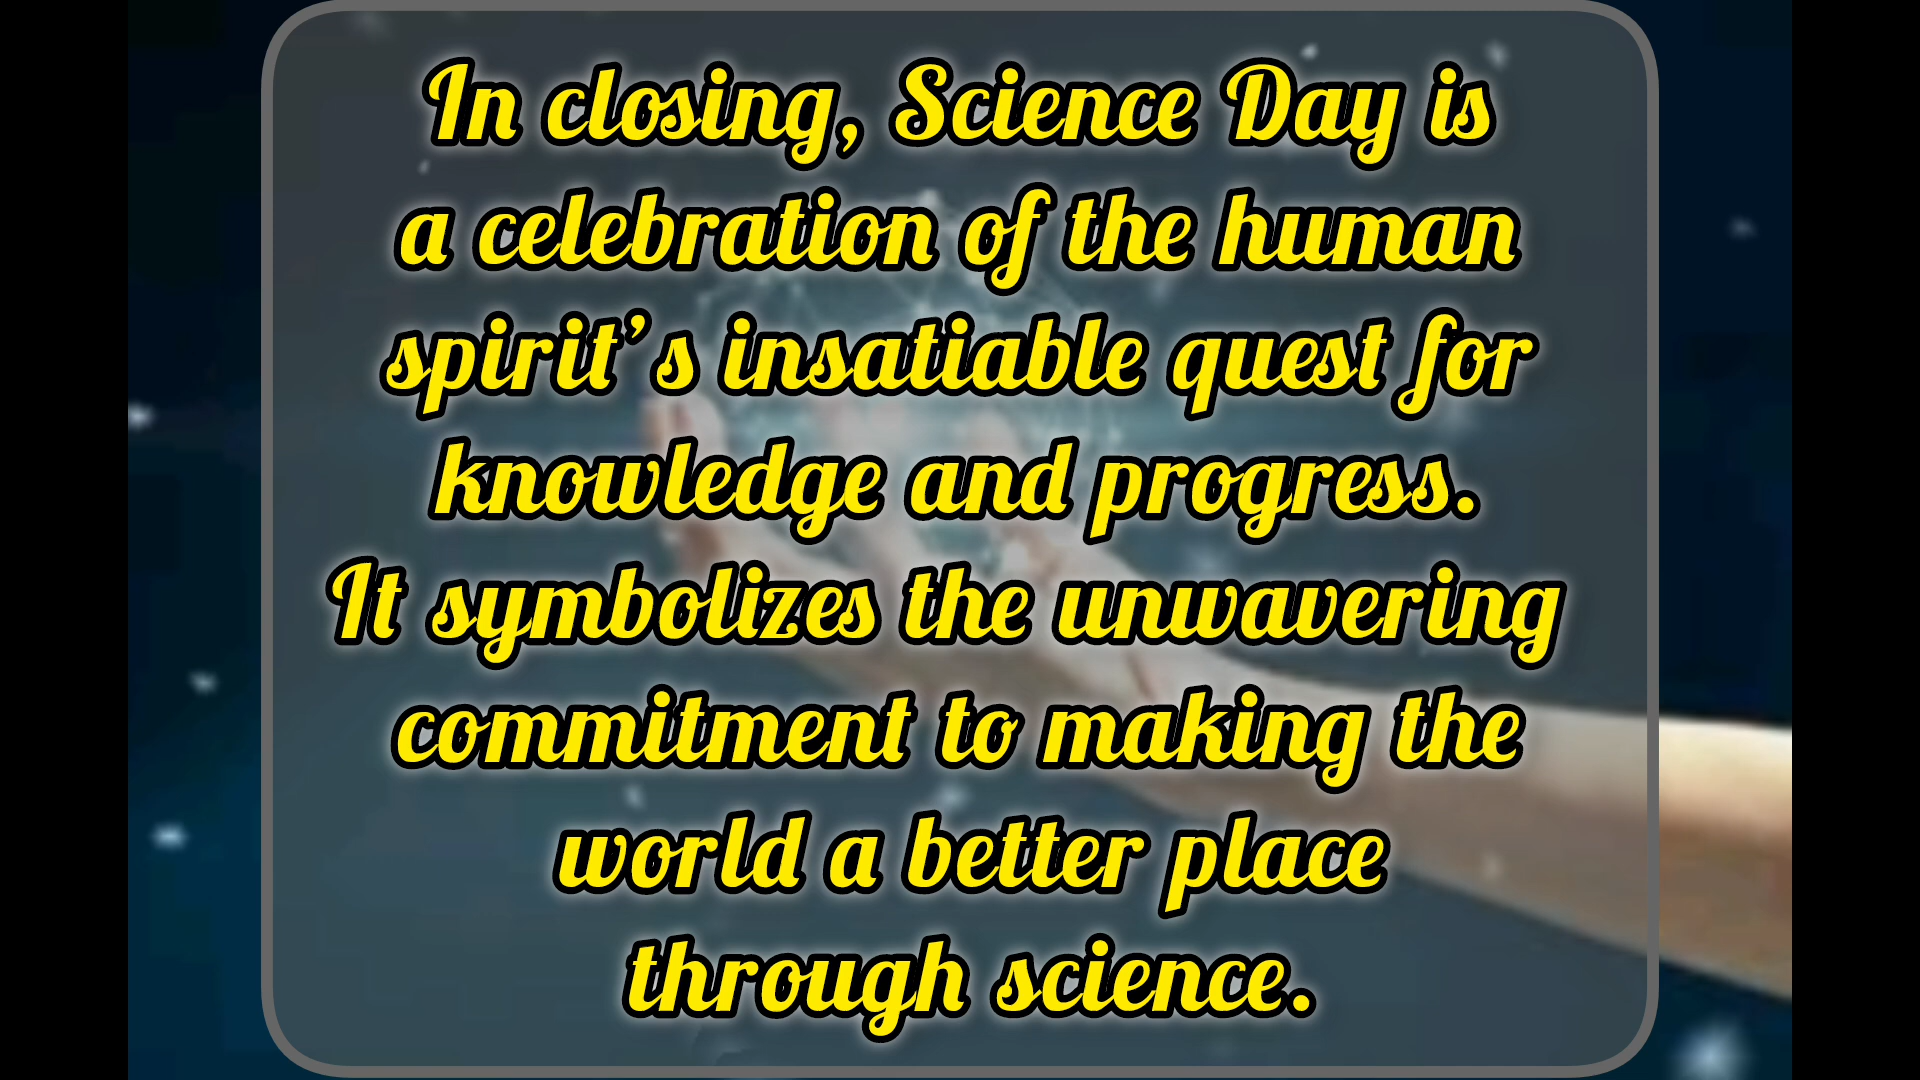 In closing, Science Day is
a celebration of the human
spirit’s insatiable quest for
knowledge and progress.
It symbolizes the unwavering
commitment to making the
world a better place
through science.